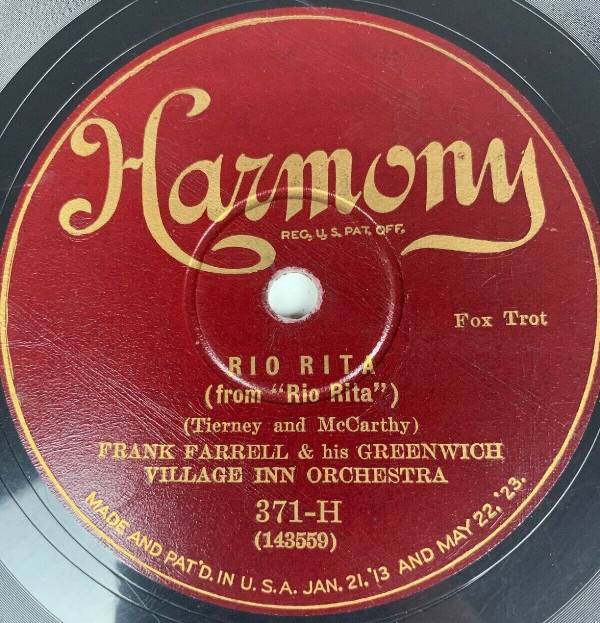 Harmony
REG. U. S. PAT. OFF.
Fox Trot
RIO RITA
(from "Rio Rita")
(Tierney and McCarthy)
FRANK FARRELL & his GREENWICH
VILLAGE INN ORCHESTRA
371-H
(143559)
MADE AND PAT'D. IN U. S. A. JAN. 21, '13 AND MAY 22, '23.